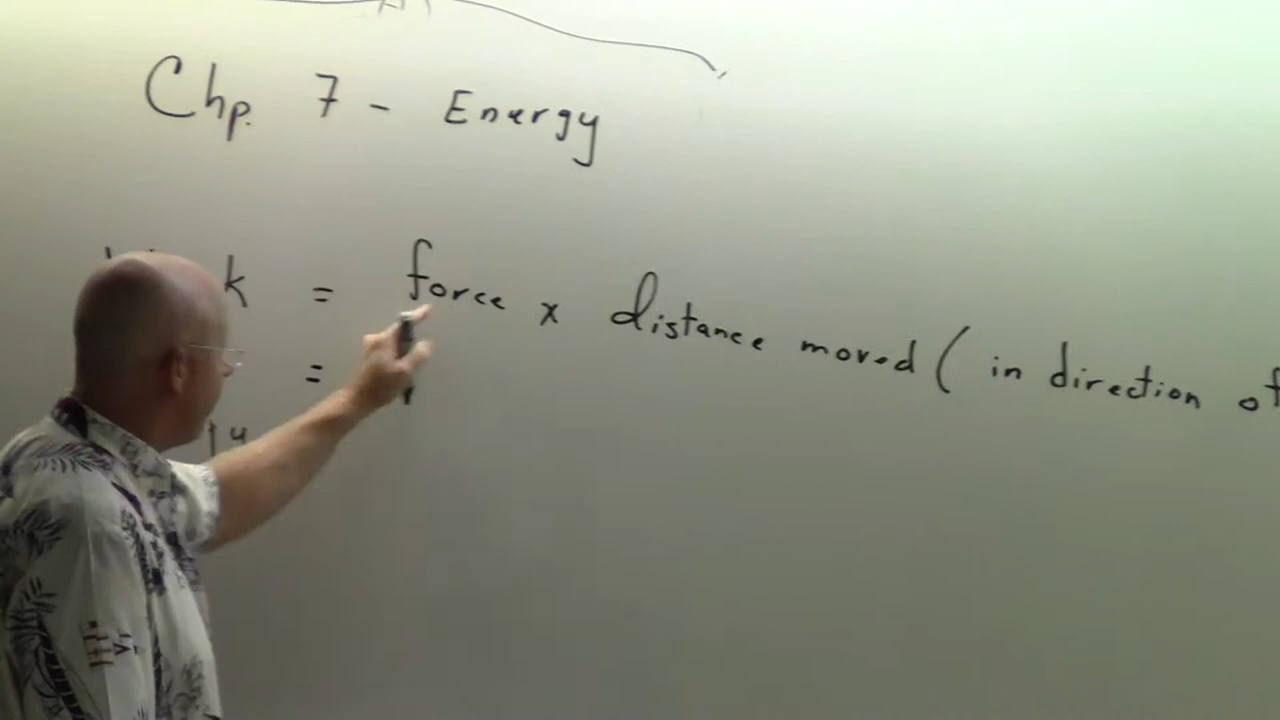 Chp. 7 - Energy
k = force x distance moved ( in direction of
=